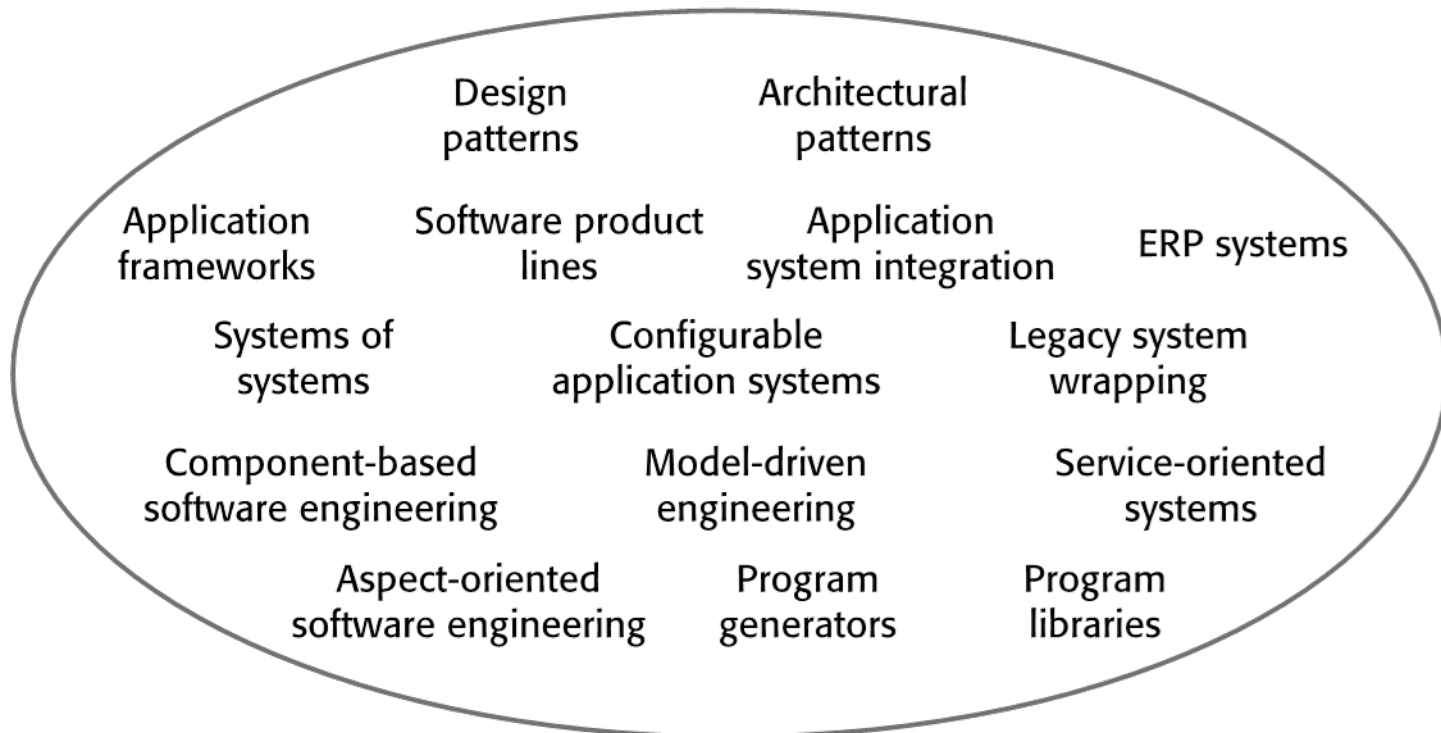 Design
patterns
Architectural
patterns
Application
frameworks
Software product
lines
Application
system integration
ERP systems
Systems of
systems
Configurable
application systems
Legacy system
wrapping
Component-based
software engineering
Model-driven
engineering
Service-oriented
systems
Aspect-oriented
software engineering
Program
generators
Program
libraries